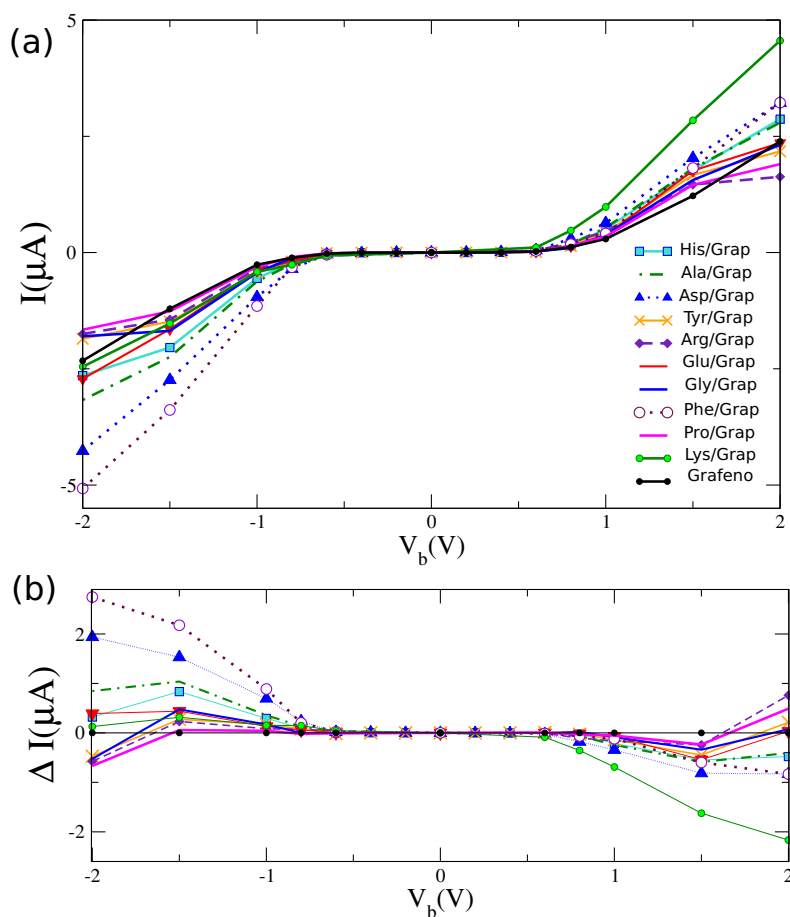 (a)
5
0
-5
I(μA)
-2
-1
0
1
2
V_b(V)
His/Grap
Ala/Grap
Asp/Grap
Tyr/Grap
Arg/Grap
Glu/Grap
Gly/Grap
Phe/Grap
Pro/Grap
Lys/Grap
Grafeno
(b)
2
0
-2
Δ I(μA)
-2
-1
0
1
2
V_b(V)